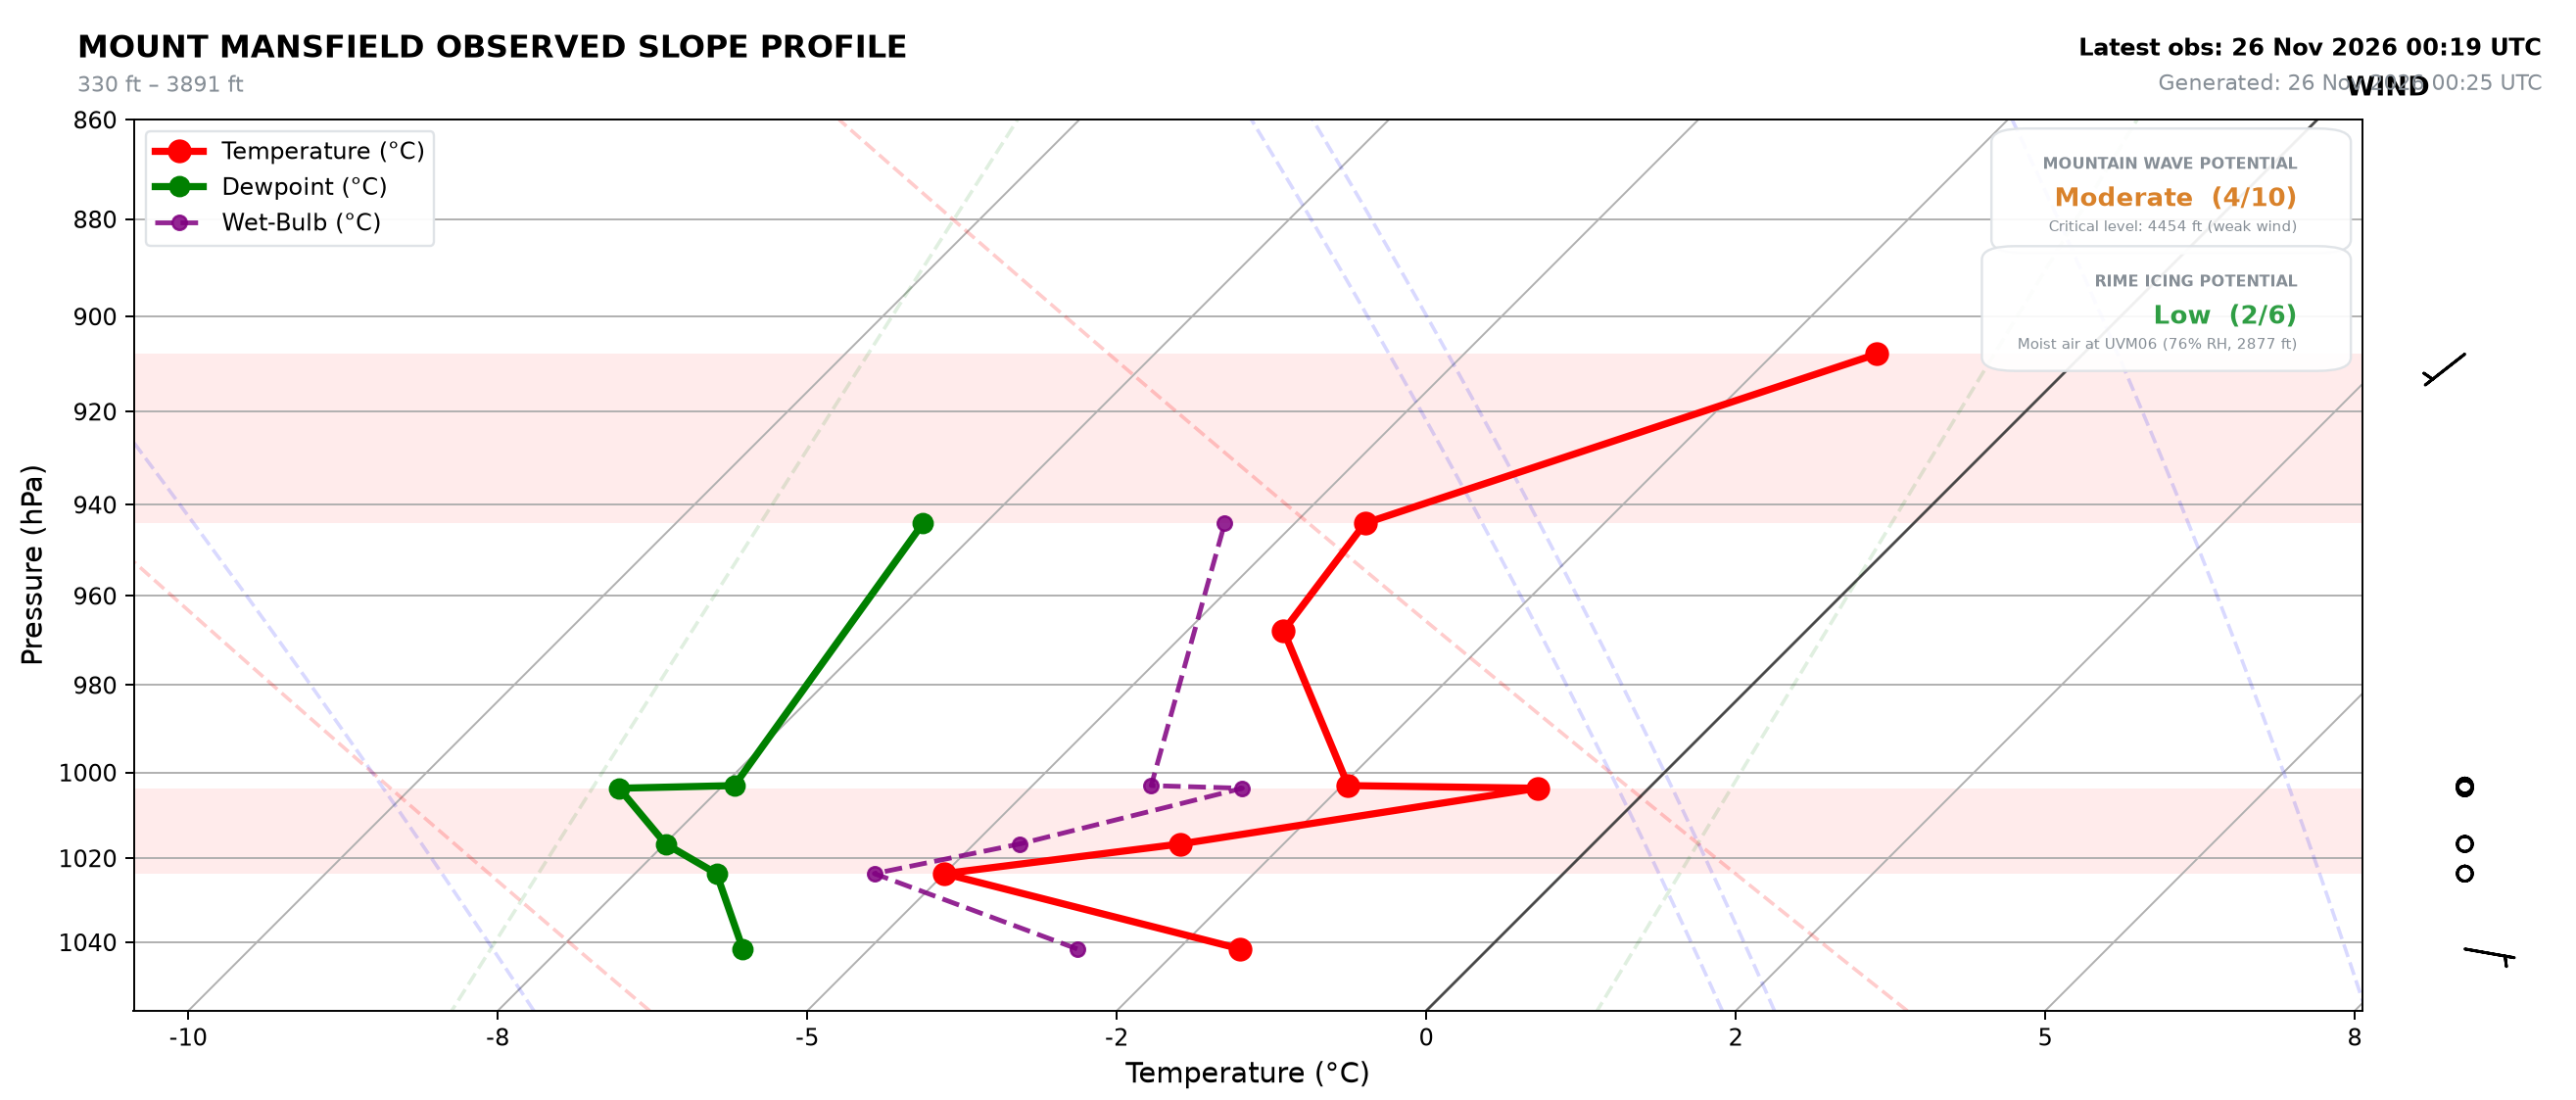 MOUNT MANSFIELD OBSERVED SLOPE PROFILE
330 ft – 3891 ft
Latest obs: 26 Nov 2026 00:19 UTC
Generated: 26 Nov 2026 00:25 UTC
WIND
Temperature (°C)
Dewpoint (°C)
Wet-Bulb (°C)
MOUNTAIN WAVE POTENTIAL
Moderate (4/10)
Critical level: 4454 ft (weak wind)
RIME ICING POTENTIAL
Low (2/6)
Moist air at UVM06 (76% RH, 2877 ft)
Pressure (hPa)
860
880
900
920
940
960
980
1000
1020
1040
-10
-8
-5
-2
0
2
5
8
Temperature (°C)